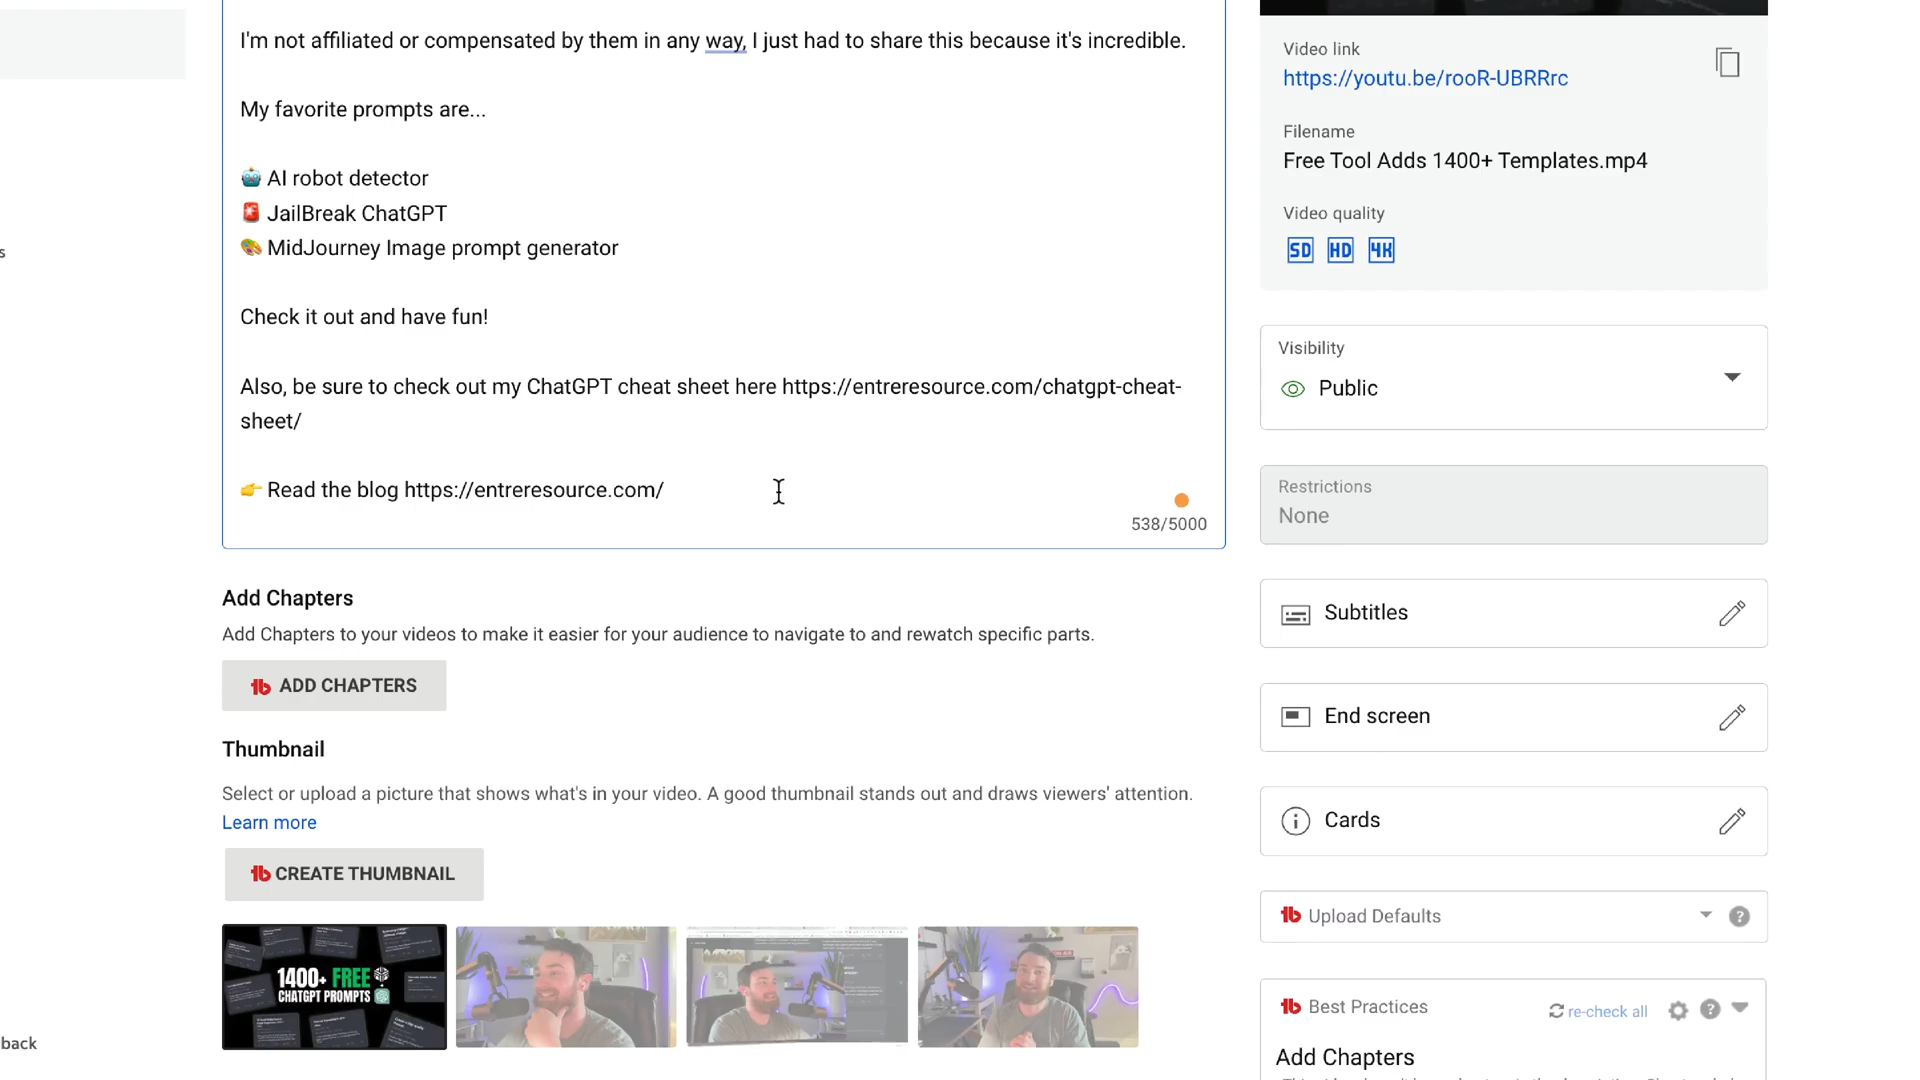 I'm not affiliated or compensated by them in any way, I just had to share this because it's incredible.
My favorite prompts are...
🤖 AI robot detector
🚨 JailBreak ChatGPT
🎨 MidJourney Image prompt generator
Check it out and have fun!
Also, be sure to check out my ChatGPT cheat sheet here https://entreresource.com/chatgpt-cheat-
sheet/
👉 Read the blog https://entreresource.com/
538/5000
Add Chapters
Add Chapters to your videos to make it easier for your audience to navigate to and rewatch specific parts.
ADD CHAPTERS
Thumbnail
Select or upload a picture that shows what's in your video. A good thumbnail stands out and draws viewers' attention.
Learn more
CREATE THUMBNAIL
1400+ FREE
CHATGPT PROMPTS
s
back
Video link
https://youtu.be/rooR-UBRRrc
Filename
Free Tool Adds 1400+ Templates.mp4
Video quality
SD HD 4K
Visibility
Public
Restrictions
None
Subtitles
End screen
Cards
Upload Defaults
Best Practices
re-check all
Add Chapters